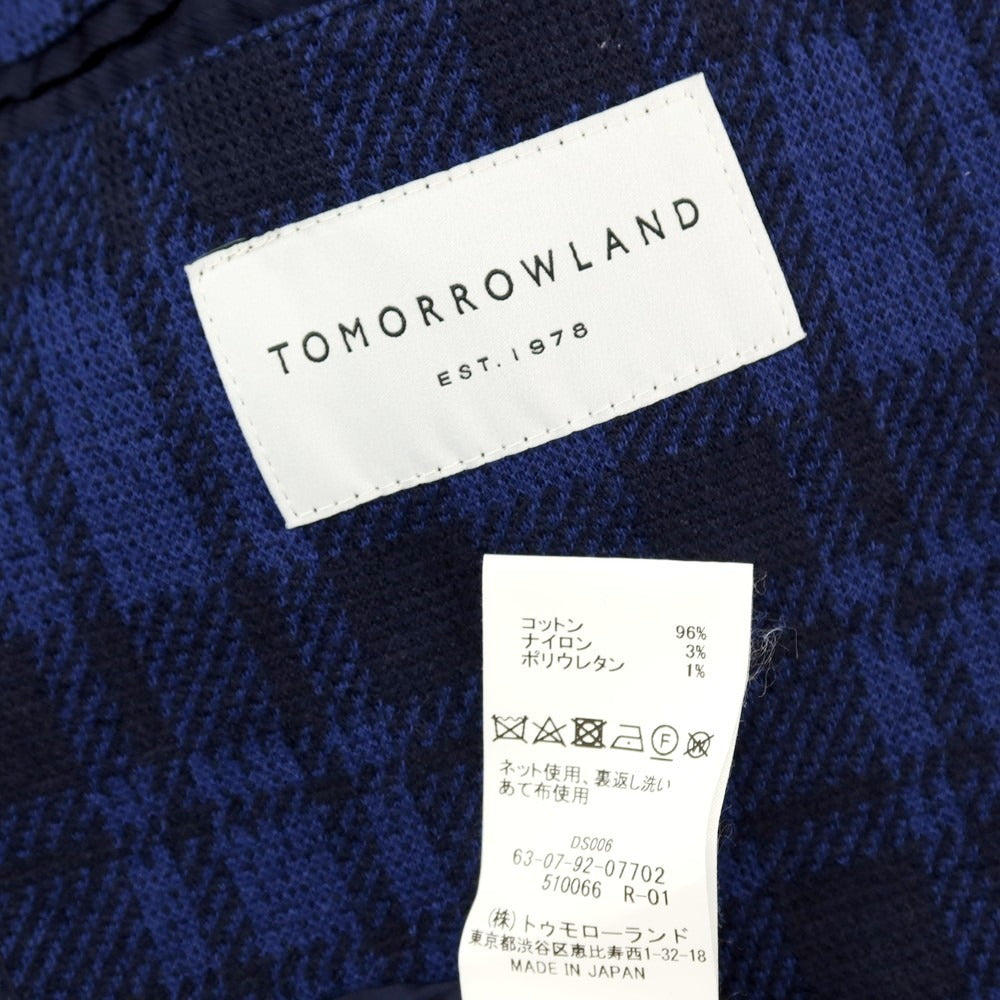 TOMORROWLAND
EST. 1978
コットン 96%
ナイロン 3%
ポリウレタン 1%
F
W
ネット使用、裏返し洗い
あて布使用
DS006
63-07-92-07702
510066 R-01
(株)トゥモローランド
東京都渋谷区恵比寿西1-32-18
MADE IN JAPAN